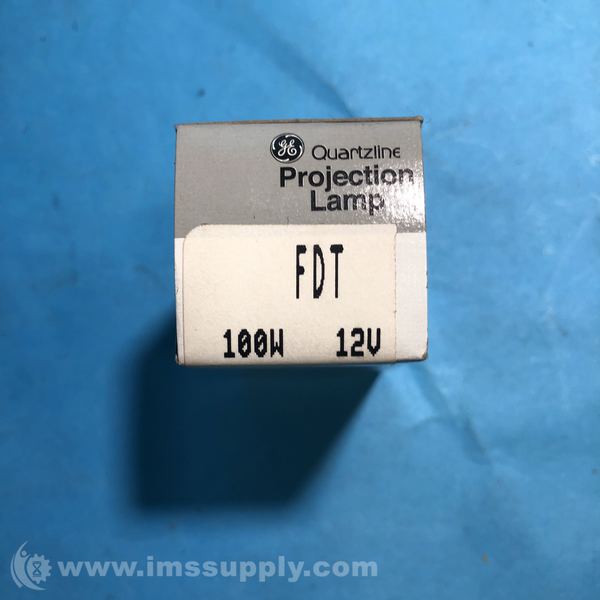 GE Quartzline
Projection
Lamp
FDT
100W 12V
www.imssupply.com